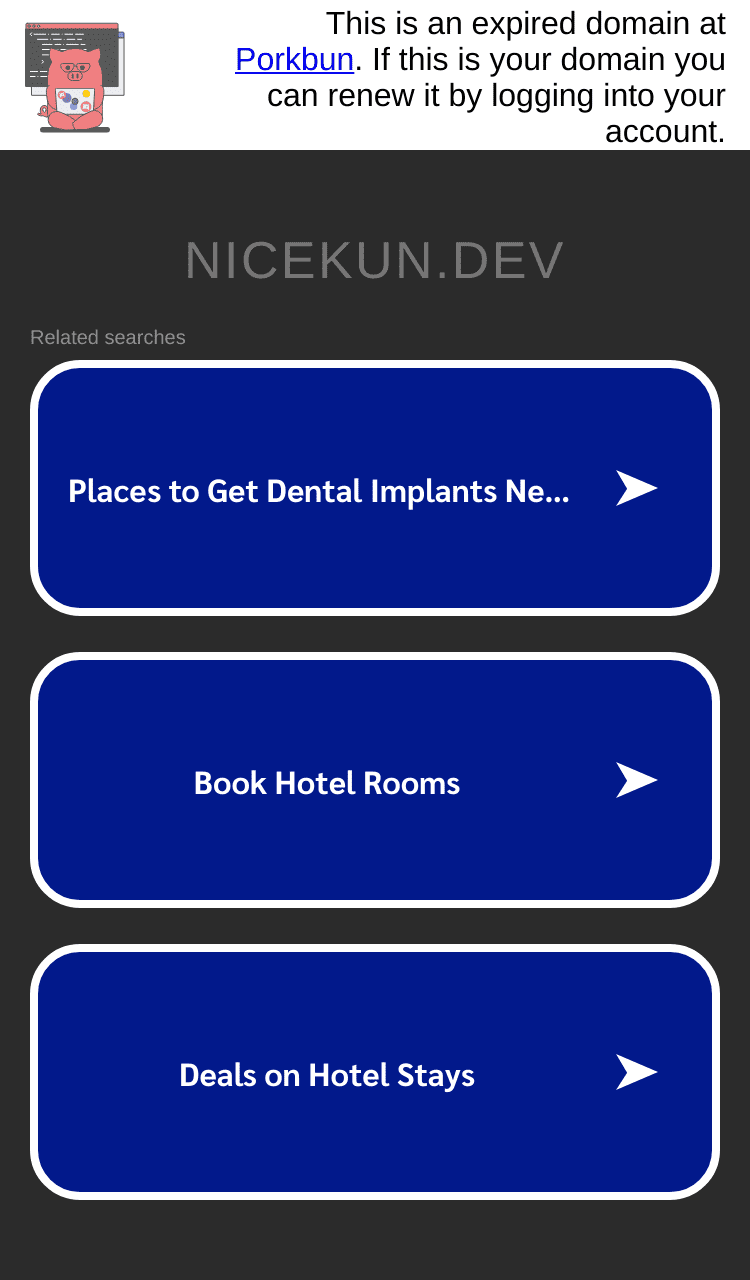 This is an expired domain at
Porkbun. If this is your domain you
can renew it by logging into your
account.
NICEKUN.DEV
Related searches
Places to Get Dental Implants Ne...
Book Hotel Rooms
Deals on Hotel Stays